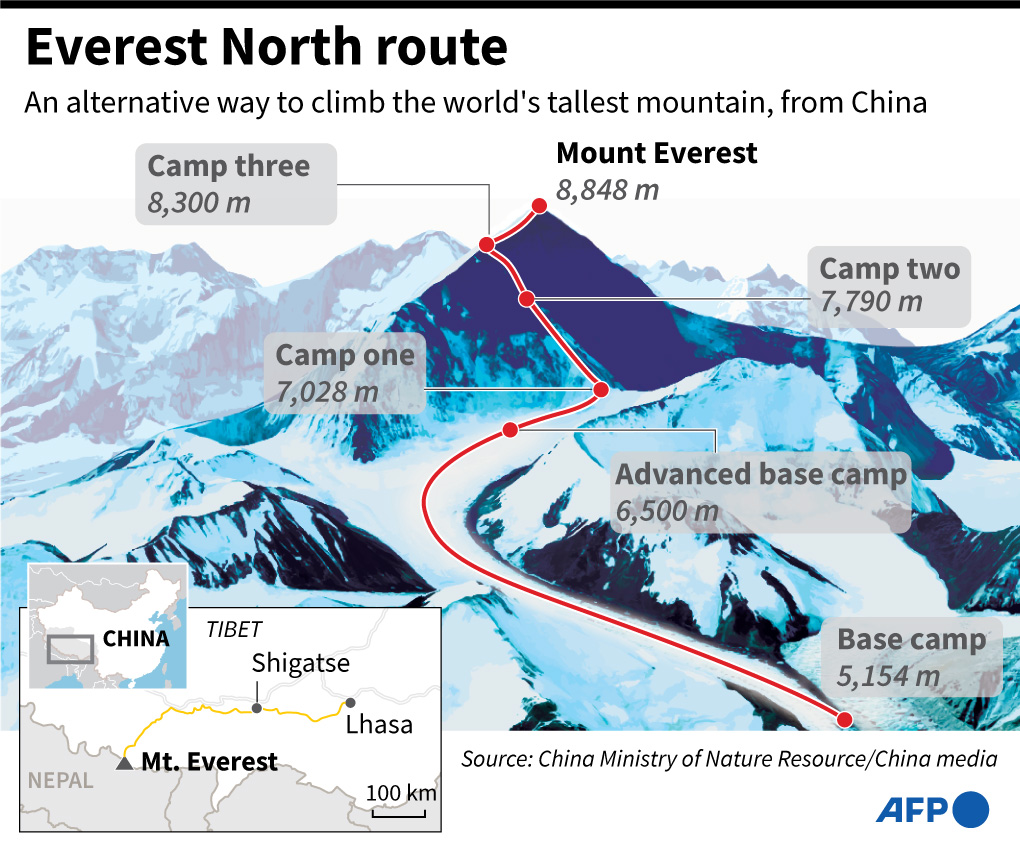 Everest North route
An alternative way to climb the world's tallest mountain, from China
Mount Everest
8,848 m
Camp three
8,300 m
Camp two
7,790 m
Camp one
7,028 m
Advanced base camp
6,500 m
Base camp
5,154 m
CHINA
TIBET
Shigatse
Lhasa
Mt. Everest
NEPAL
100 km
Source: China Ministry of Nature Resource/China media
AFP